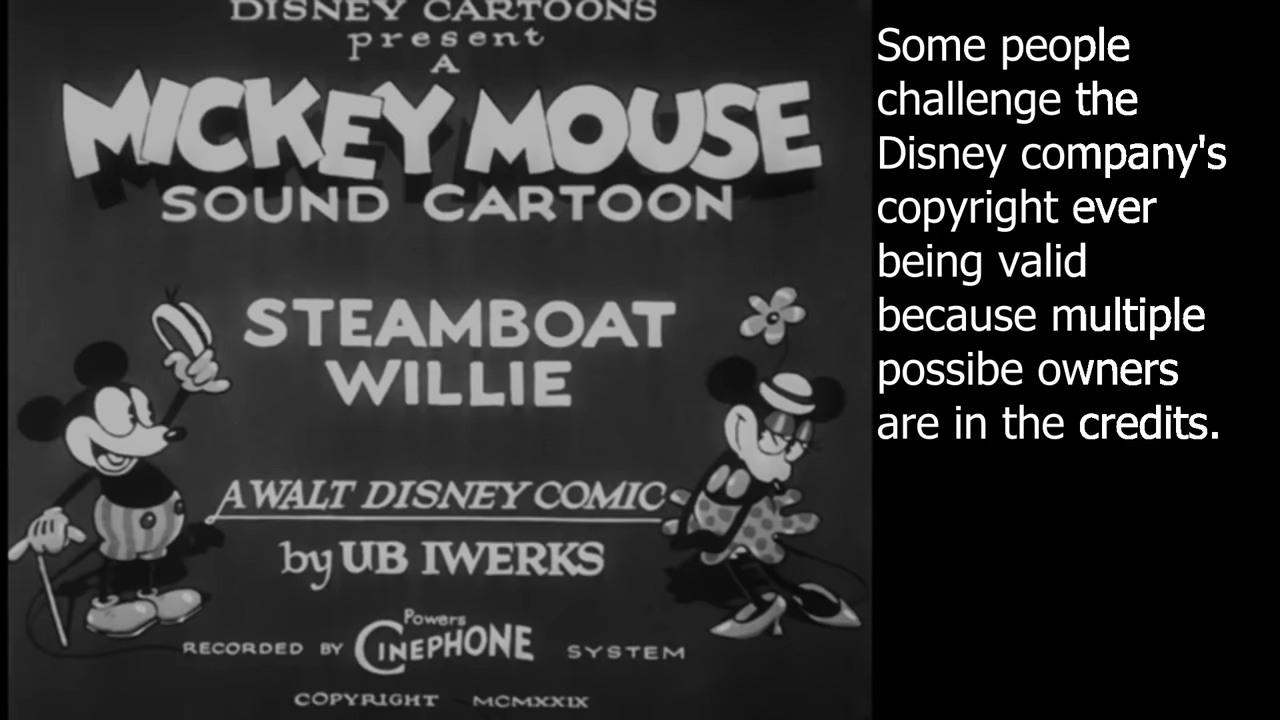 DISNEY CARTOONS
present
A
MICKEY MOUSE
SOUND CARTOON
STEAMBOAT
WILLIE
A WALT DISNEY COMIC
by UB IWERKS
RECORDED BY Powers CINEPHONE SYSTEM
COPYRIGHT MCMXXIX
Some people
challenge the
Disney company's
copyright ever
being valid
because multiple
possibe owners
are in the credits.